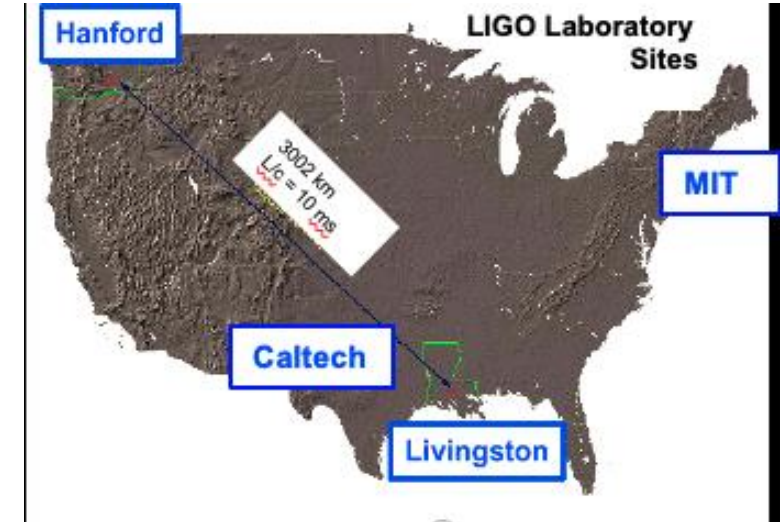 Hanford
LIGO Laboratory
Sites
3002 km
L/c = 10 ms
MIT
Caltech
Livingston